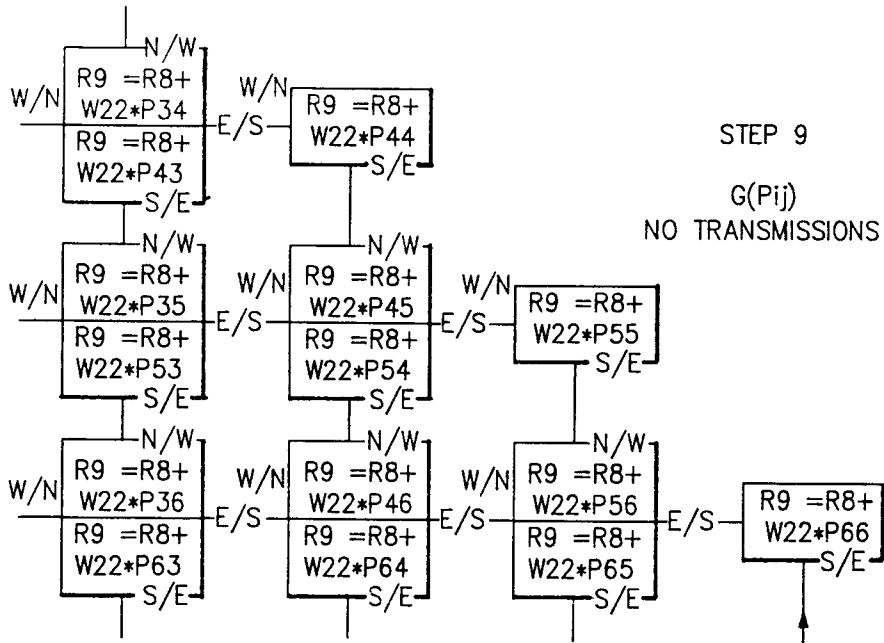 N/W
W/N
R9 =R8+
W22*P34
R9 =R8+
W22*P43
S/E
E/S
W/N
R9 =R8+
W22*P44
S/E
STEP 9
G(Pij)
NO TRANSMISSIONS
N/W
W/N
R9 =R8+
W22*P35
R9 =R8+
W22*P53
S/E
E/S
N/W
W/N
R9 =R8+
W22*P45
R9 =R8+
W22*P54
S/E
E/S
W/N
R9 =R8+
W22*P55
S/E
N/W
W/N
R9 =R8+
W22*P36
R9 =R8+
W22*P63
S/E
E/S
N/W
W/N
R9 =R8+
W22*P46
R9 =R8+
W22*P64
S/E
E/S
N/W
W/N
R9 =R8+
W22*P56
R9 =R8+
W22*P65
S/E
E/S
R9 =R8+
W22*P66
S/E